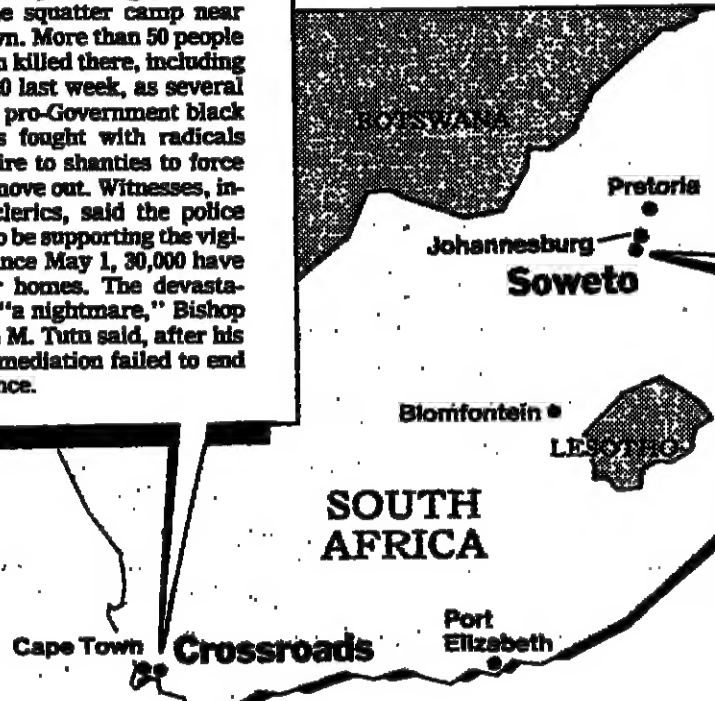 e squatter camp near
wn. More than 50 people
n killed there, including
0 last week, as several
pro-Government black
s fought with radicals
ire to shanties to force
move out. Witnesses, in-
clerics, said the police
o be supporting the vigi-
nce May 1, 30,000 have
r homes. The devasta-
"a nightmare," Bishop
M. Tutu said, after his
mediation failed to end
nce.
BOTSWANA
Pretoria
Johannesburg
Soweto
Blomfontein
LESOTHO
SOUTH
AFRICA
Port
Elizabeth
Cape Town
Crossroads